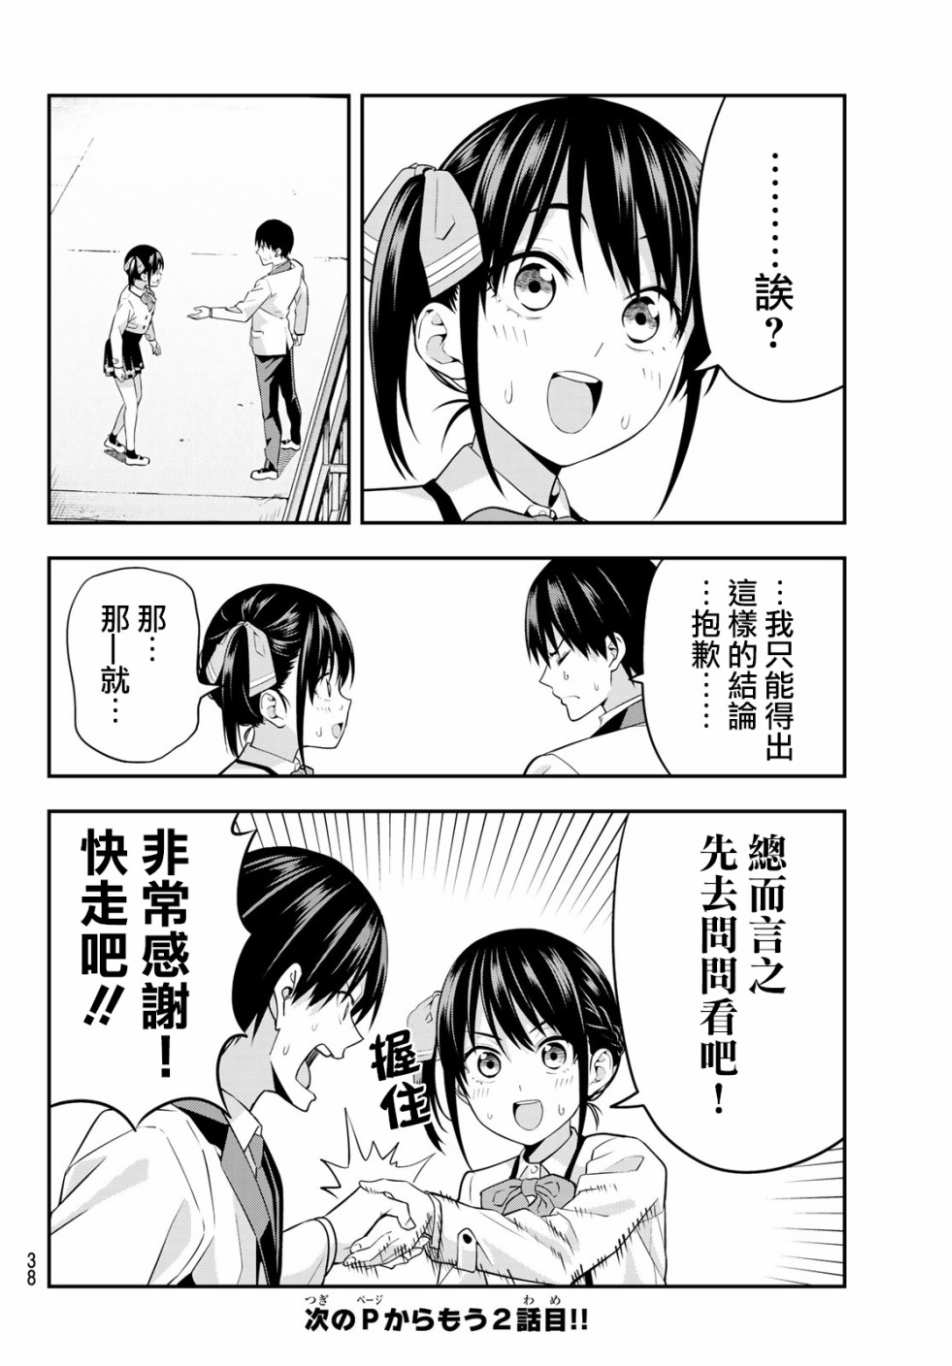 ………
…誒？
…我只能得出
這樣的結論
…抱歉……
那…
那—就…
總而言之
先去問問看吧！
握住
非常感謝！
快走吧!!
38
つぎ ページ わ め
次のPからもう2話目!!